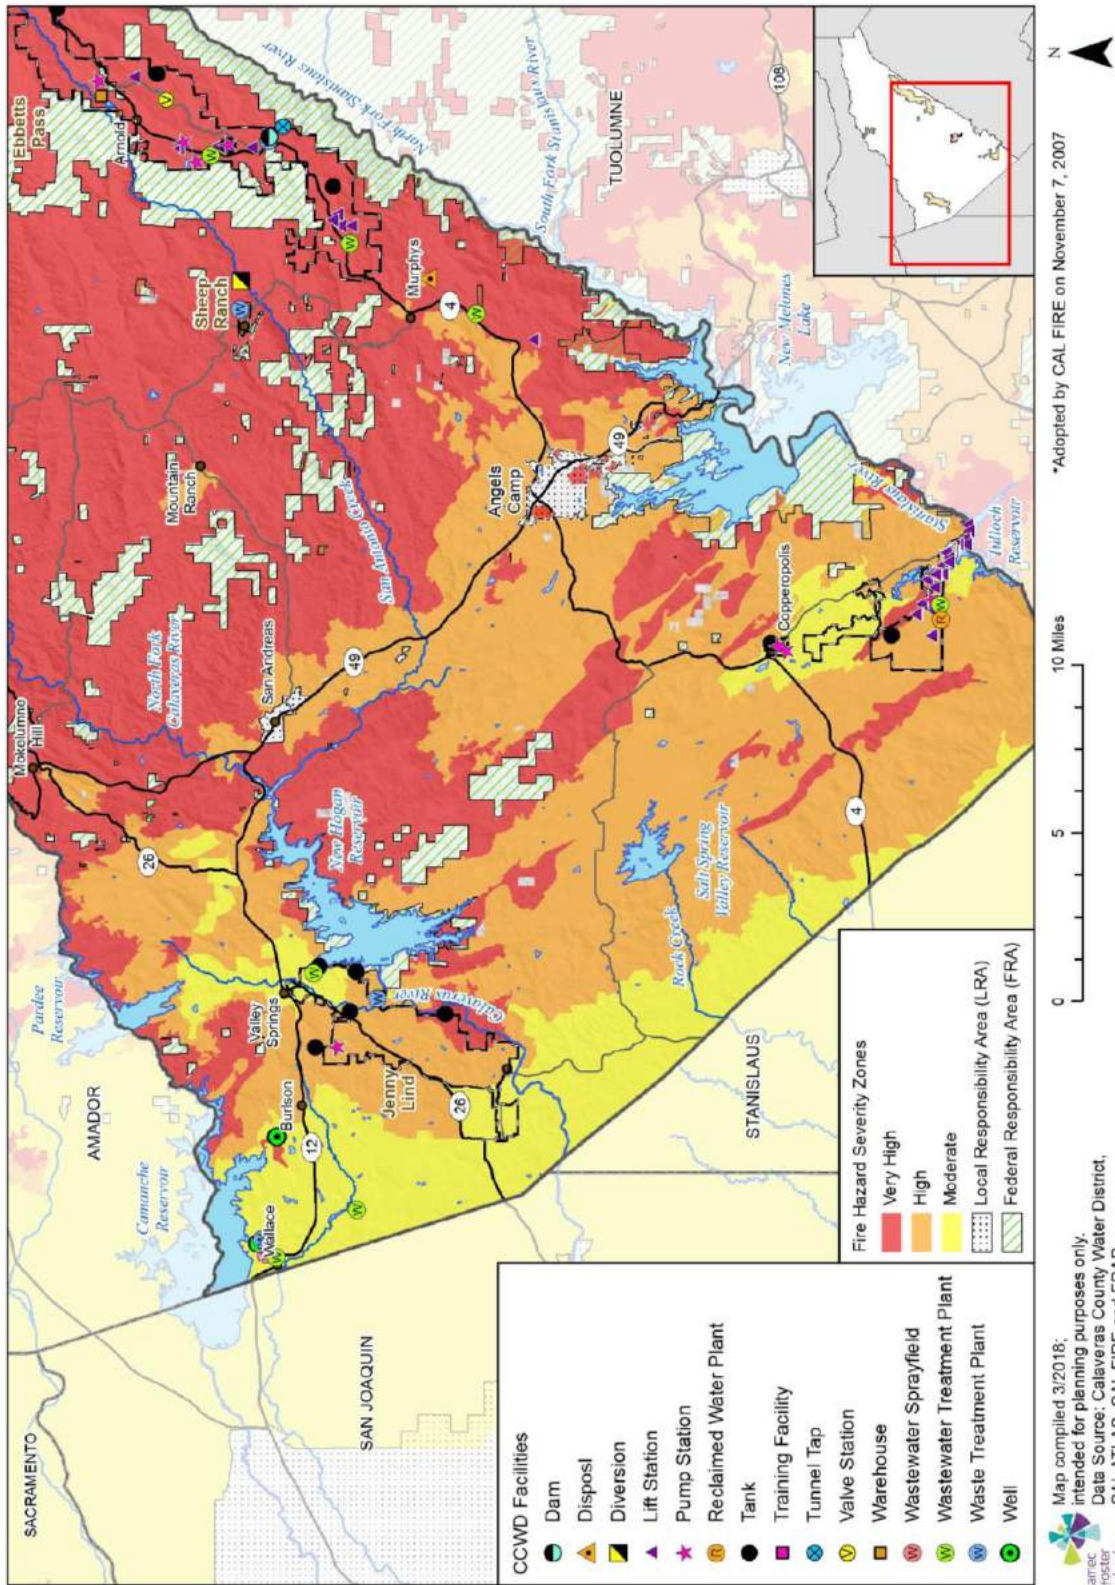 SACRAMENTO
AMADOR
SAN JOAQUIN
STANISLAUS
TUOLUMNE
Camanche
Reservoir
Pardee
Reservoir
Mokelumne
Hill
North Fork
Calaveras River
Ebbetts
Pass
Arnold
North Fork Stanislaus River
South Fork Stanislaus River
108
Sheep
Ranch
Mountain
Ranch
San Antonio Creek
Murphys
4
San Andreas
49
26
New Hogan
Reservoir
Valley
Springs
Burlson
12
Wallace
Jenny
Lind
26
Calaveras River
Angels
Camp
49
New Melones
Lake
Stanislaus River
Tulloch
Reservoir
Copperopolis
4
Salt Spring
Valley Reservoir
Rock Creek
CCWD Facilities
Dam
Disposl
Diversion
Lift Station
Pump Station
R Reclaimed Water Plant
Tank
Training Facility
Tunnel Tap
V Valve Station
Warehouse
W Wastewater Sprayfield
W Wastewater Treatment Plant
W Waste Treatment Plant
Well
Fire Hazard Severity Zones
Very High
High
Moderate
Local Responsibility Area (LRA)
Federal Responsibility Area (FRA)
0 5 10 Miles
*Adopted by CAL FIRE on November 7, 2007
N
amec
foster
Map compiled 3/2018;
intended for planning purposes only.
Data Source: Calaveras County Water District,